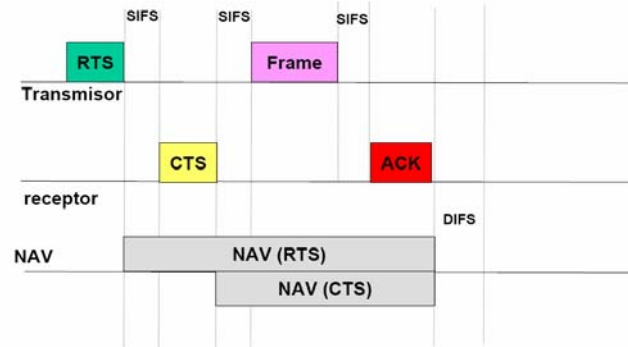 SIFS SIFS SIFS
RTS Frame
Transmisor
CTS ACK
receptor
DIFS
NAV NAV (RTS)
NAV (CTS)